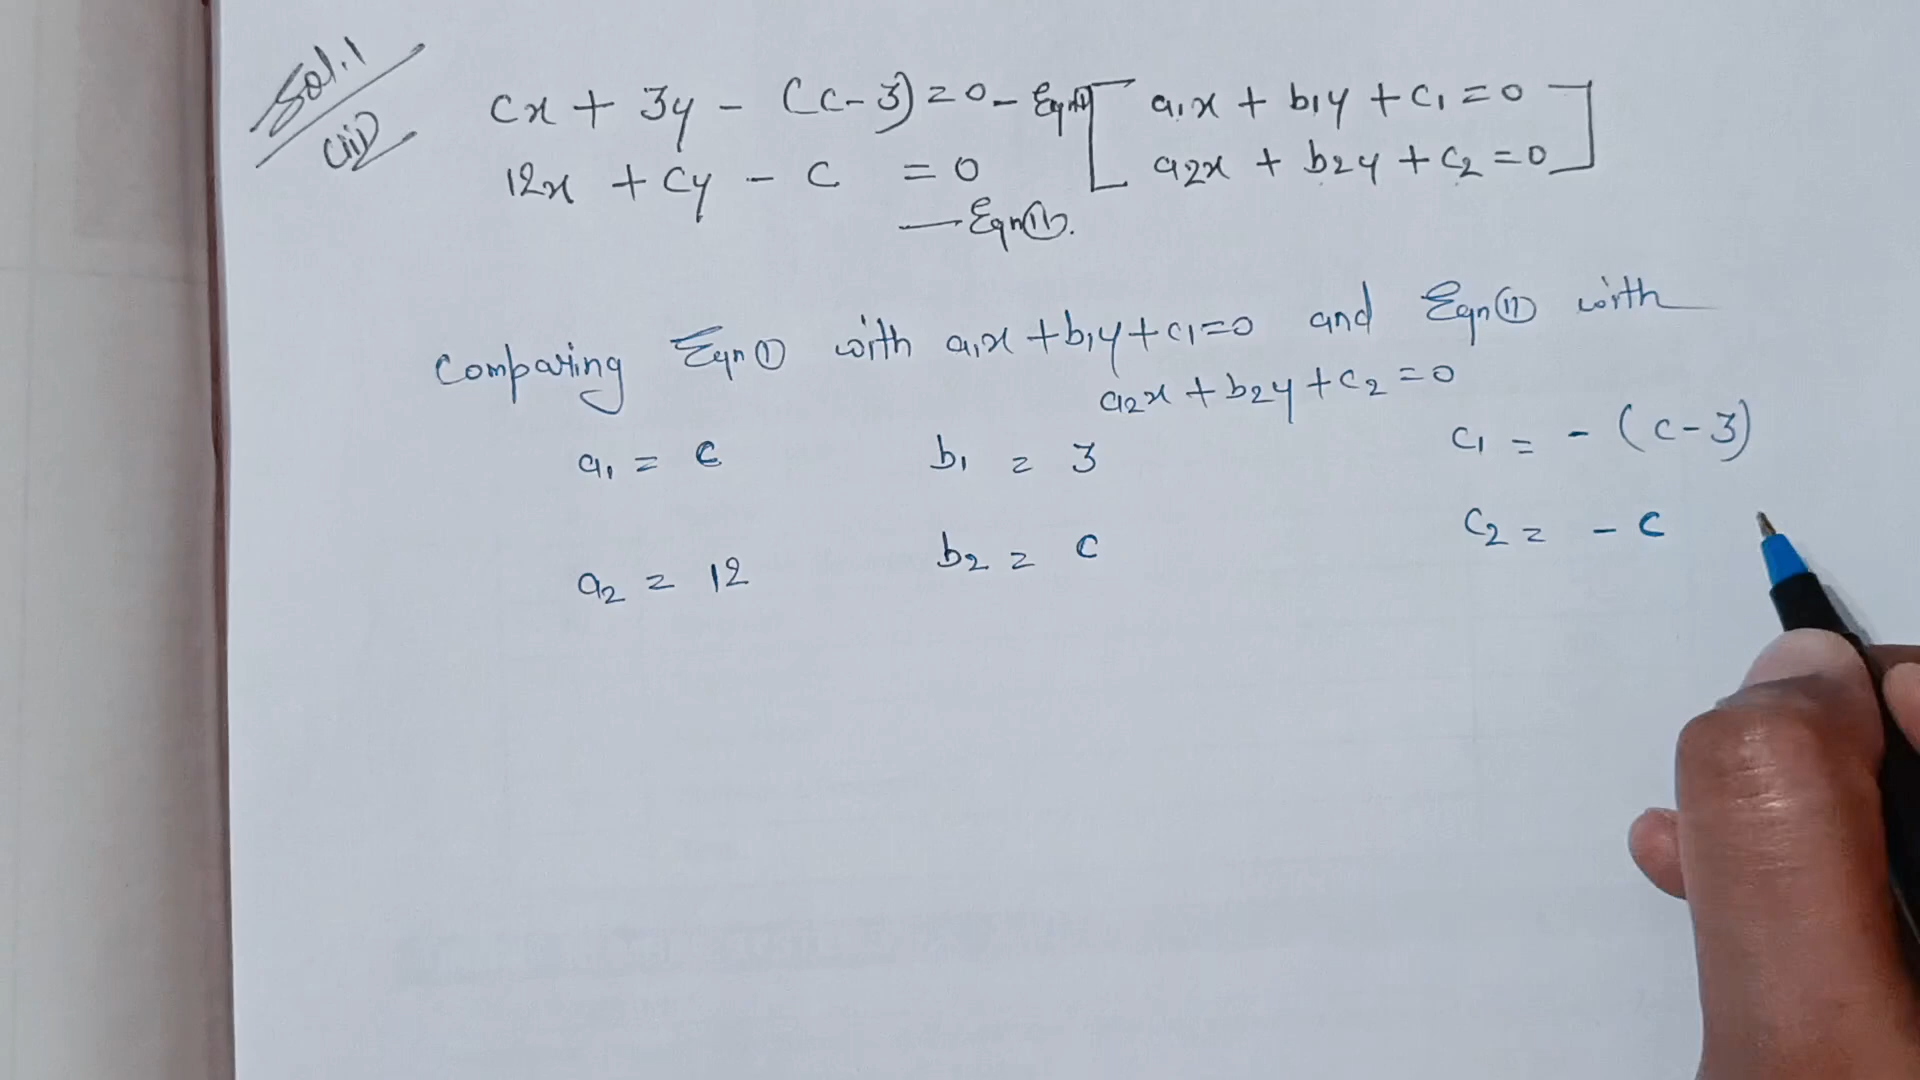 Sol.1
(iii)
cx + 3y - (c-3) = 0 - Eqn(I) [ a₁x + b₁y + c₁ = 0
12x + cy - c = 0 a₂x + b₂y + c₂ = 0 ]
— Eqn(II).
Comparing Eqn(I) with a₁x + b₁y + c₁ = 0 and Eqn(II) with
a₂x + b₂y + c₂ = 0
a₁ = c b₁ = 3 c₁ = - (c-3)
a₂ = 12 b₂ = c c₂ = - c